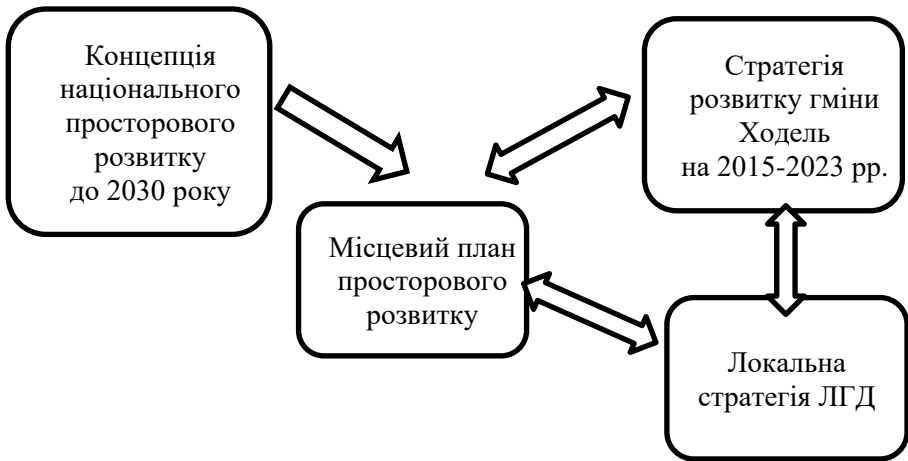 Концепція
національного
просторового
розвитку
до 2030 року
Стратегія
розвитку гміни
Ходель
на 2015-2023 рр.
Місцевий план
просторового
розвитку
Локальна
стратегія ЛГД